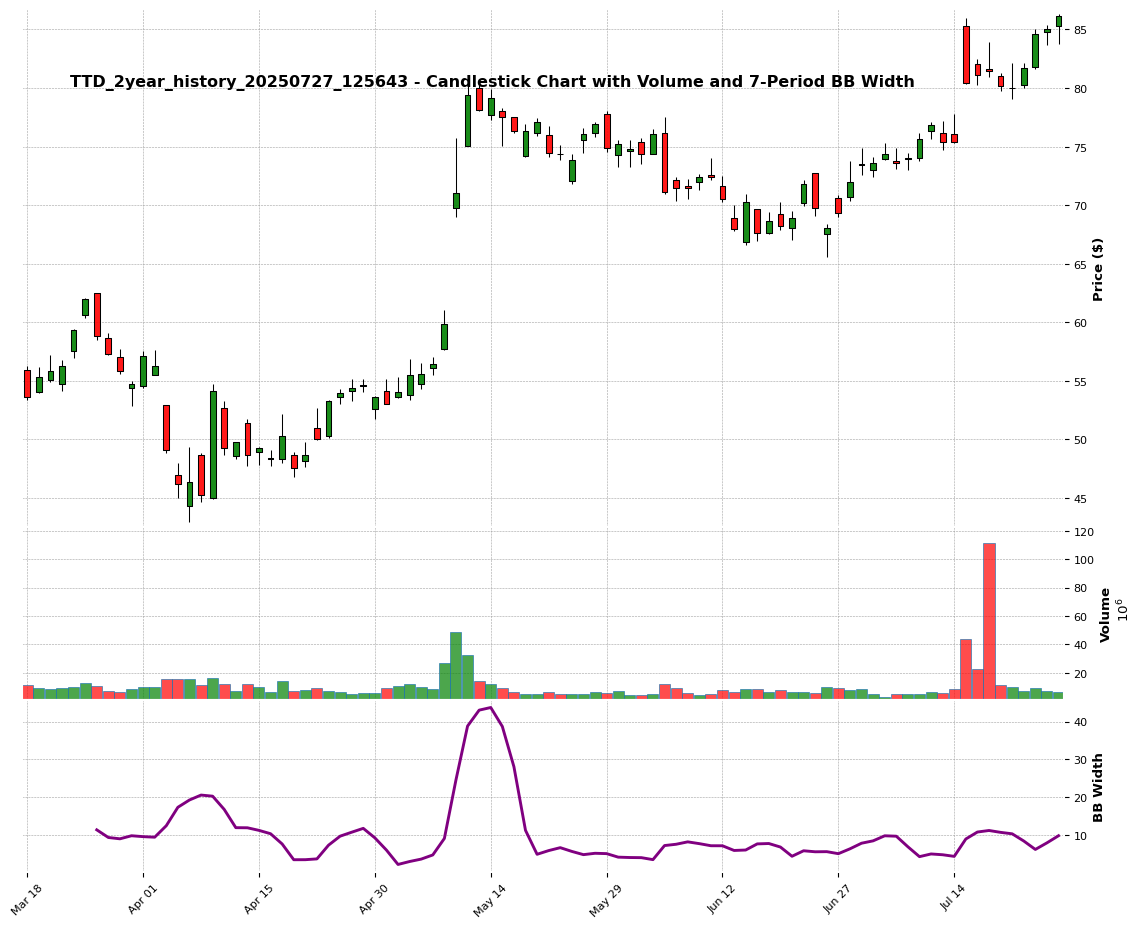 TTD_2year_history_20250727_125643 - Candlestick Chart with Volume and 7-Period BB Width
85
80
75
70
65
60
55
50
45
Price ($)
120
100
80
60
40
20
Volume
10^6
40
30
20
10
BB Width
Mar 18
Apr 01
Apr 15
Apr 30
May 14
May 29
Jun 12
Jun 27
Jul 14